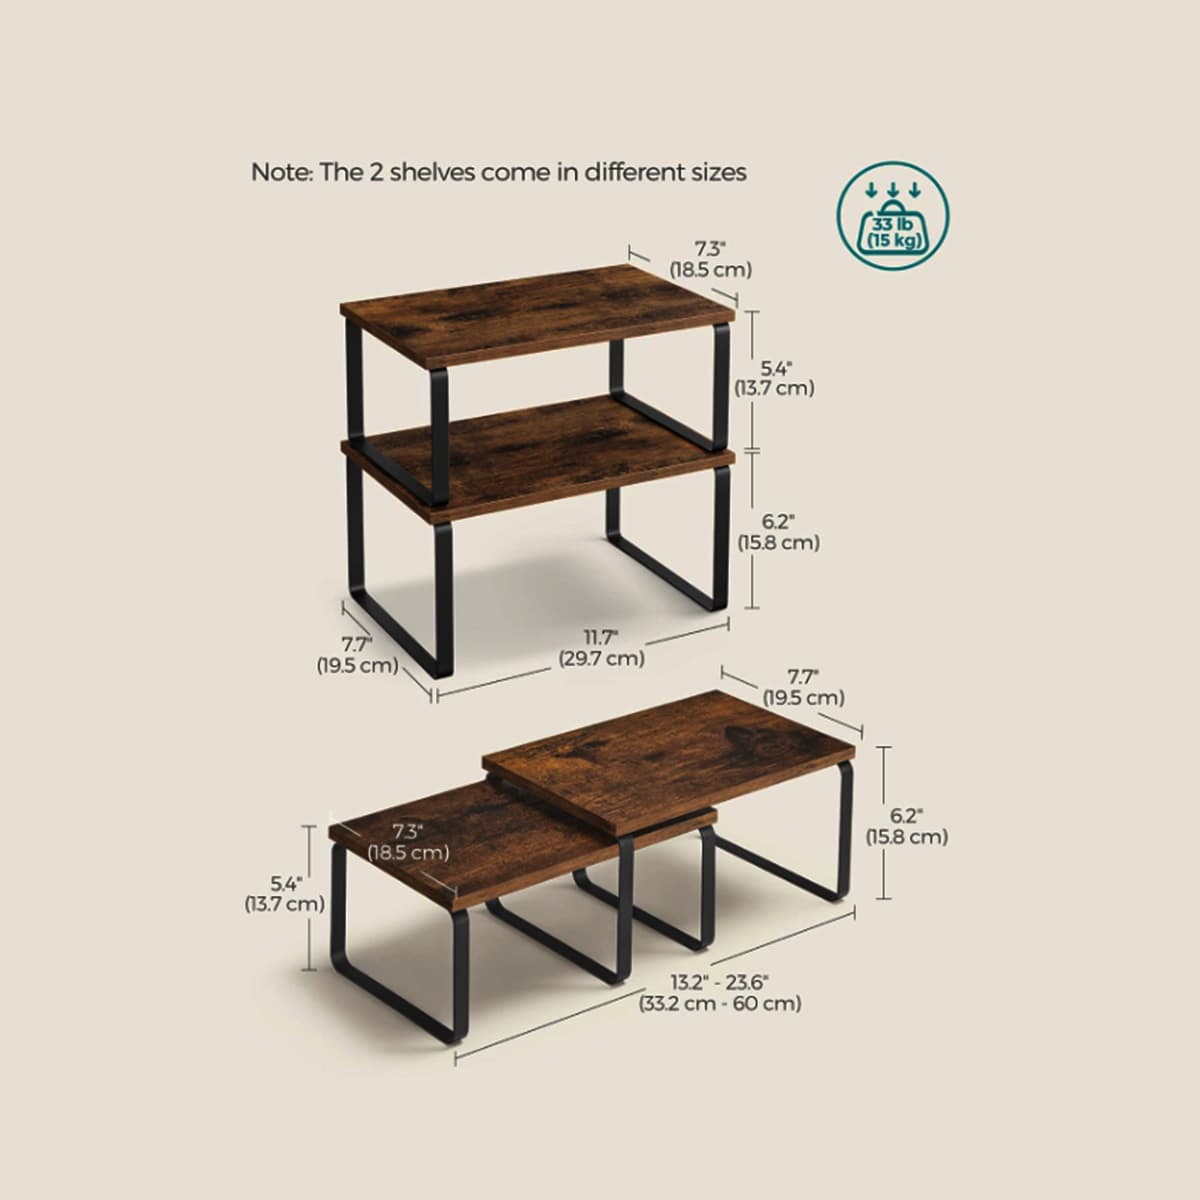 Note: The 2 shelves come in different sizes
33 lb
(15 kg)
7.3"
(18.5 cm)
5.4"
(13.7 cm)
6.2"
(15.8 cm)
7.7"
(19.5 cm)
11.7"
(29.7 cm)
7.7"
(19.5 cm)
7.3"
(18.5 cm)
6.2"
(15.8 cm)
5.4"
(13.7 cm)
13.2" - 23.6"
(33.2 cm - 60 cm)